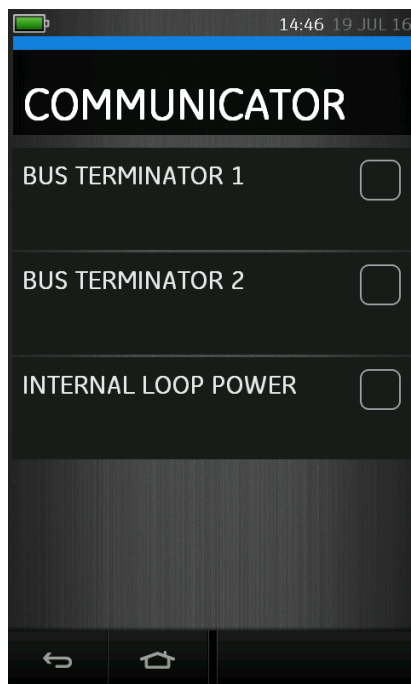 14:46 19 JUL 16
COMMUNICATOR
BUS TERMINATOR 1
BUS TERMINATOR 2
INTERNAL LOOP POWER